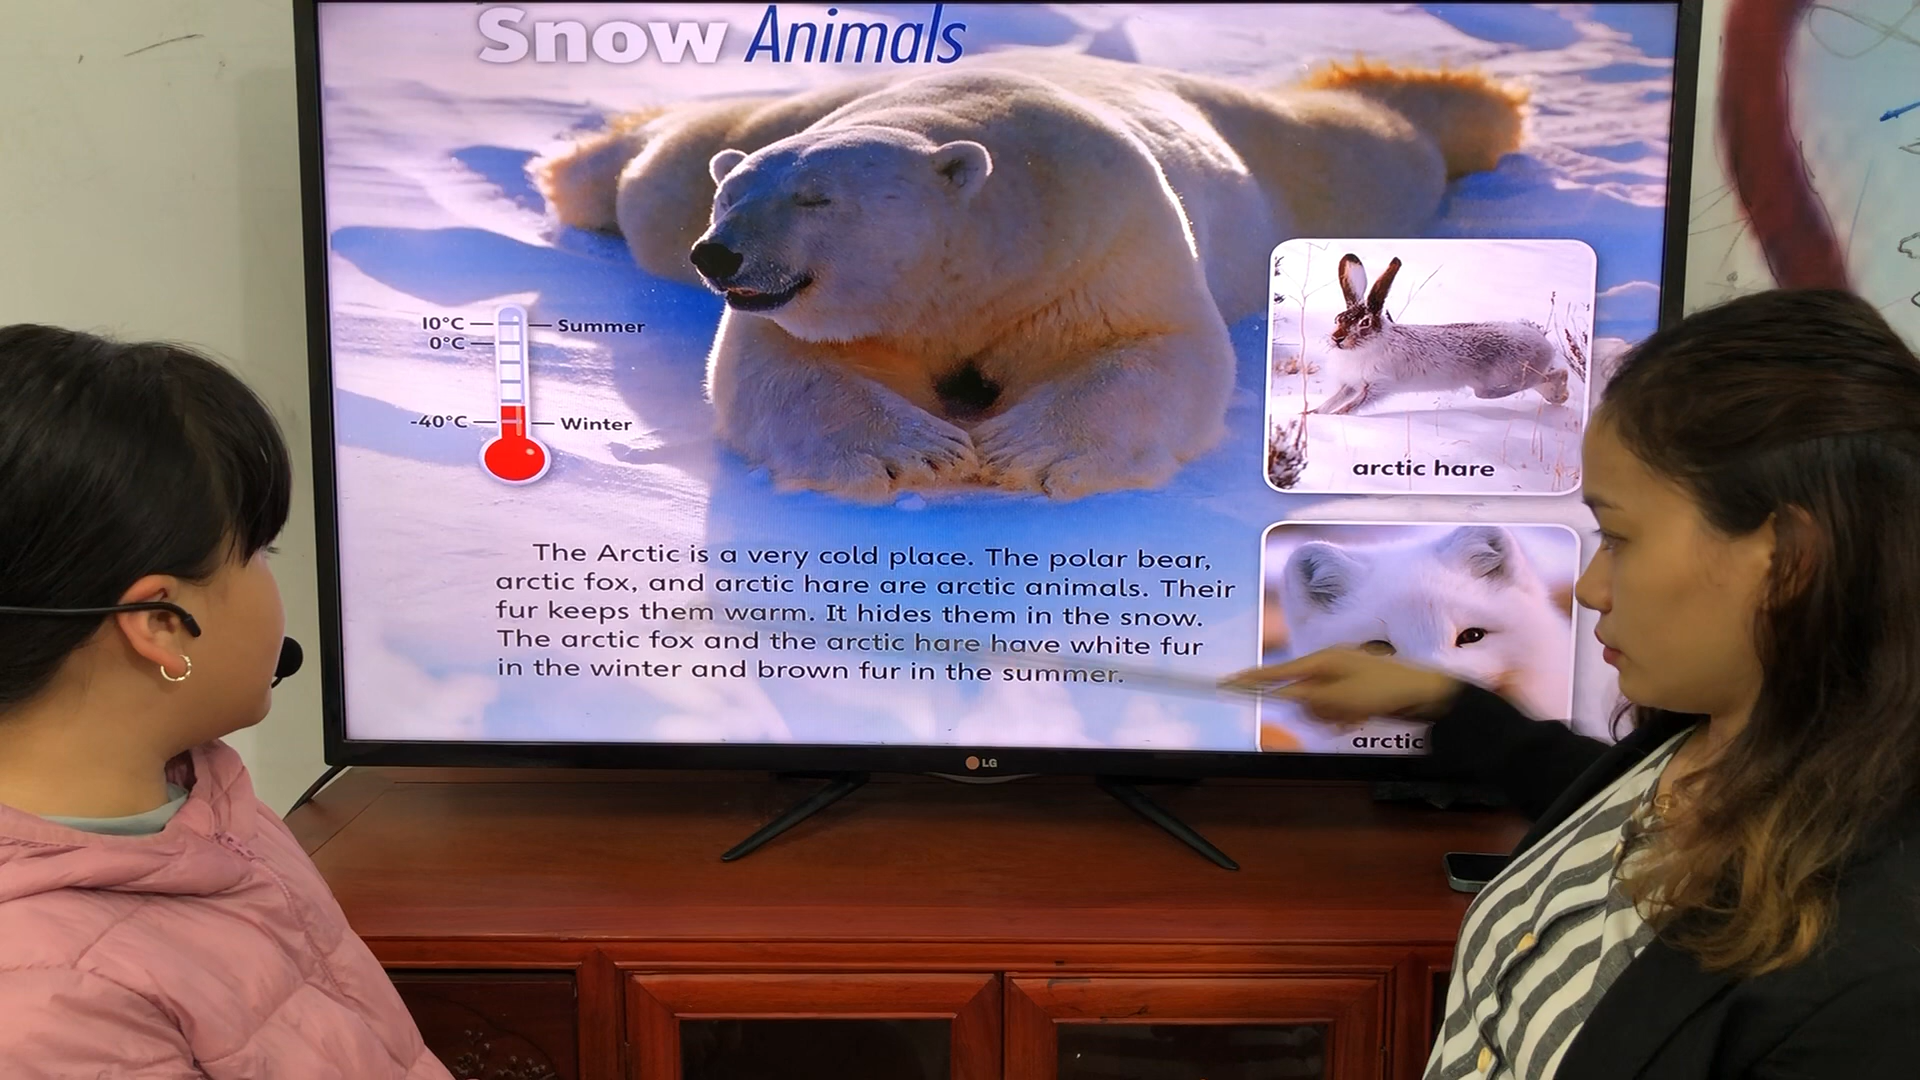 Snow Animals
10°C
Summer
0°C
-40°C
Winter
arctic hare
The Arctic is a very cold place. The polar bear,
arctic fox, and arctic hare are arctic animals. Their
fur keeps them warm. It hides them in the snow.
The arctic fox and the arctic hare have white fur
in the winter and brown fur in the summer.
arctic
LG